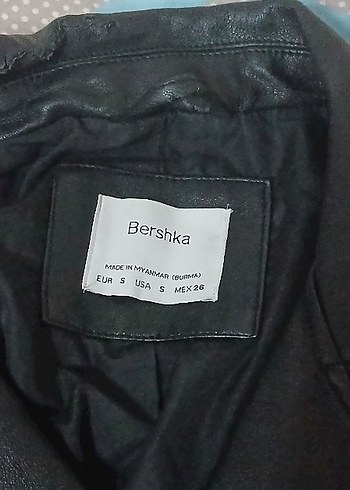 Bershka
MADE IN MYANMAR (BURMA)
EUR S USA S MEX 26